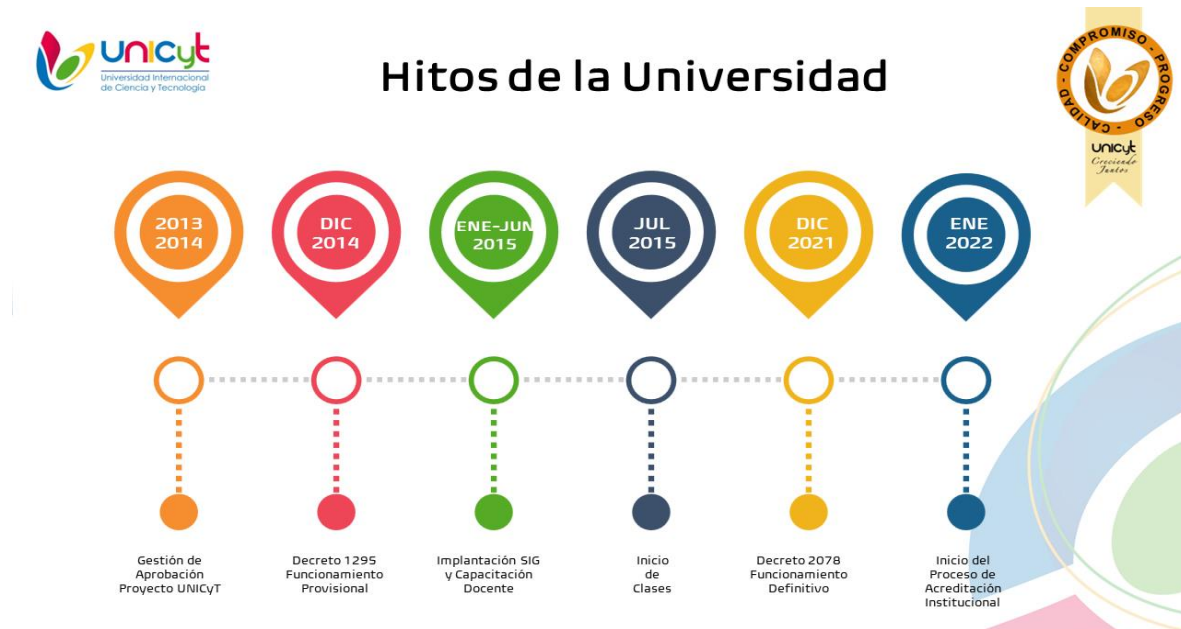 unicyt
Universidad Internacional
de Ciencia y Tecnología
Hitos de la Universidad
CALIDAD - COMPROMISO - PROGRESO -
unicyt
Creciendo
Juntos
2013
2014
DIC
2014
ENE-JUN
2015
JUL
2015
DIC
2021
ENE
2022
Gestión de
Aprobación
Proyecto UNICyT
Decreto 1295
Funcionamiento
Provisional
Implantación SIG
y Capacitación
Docente
Inicio
de
Clases
Decreto 2078
Funcionamiento
Definitivo
Inicio del
Proceso de
Acreditación
Institucional